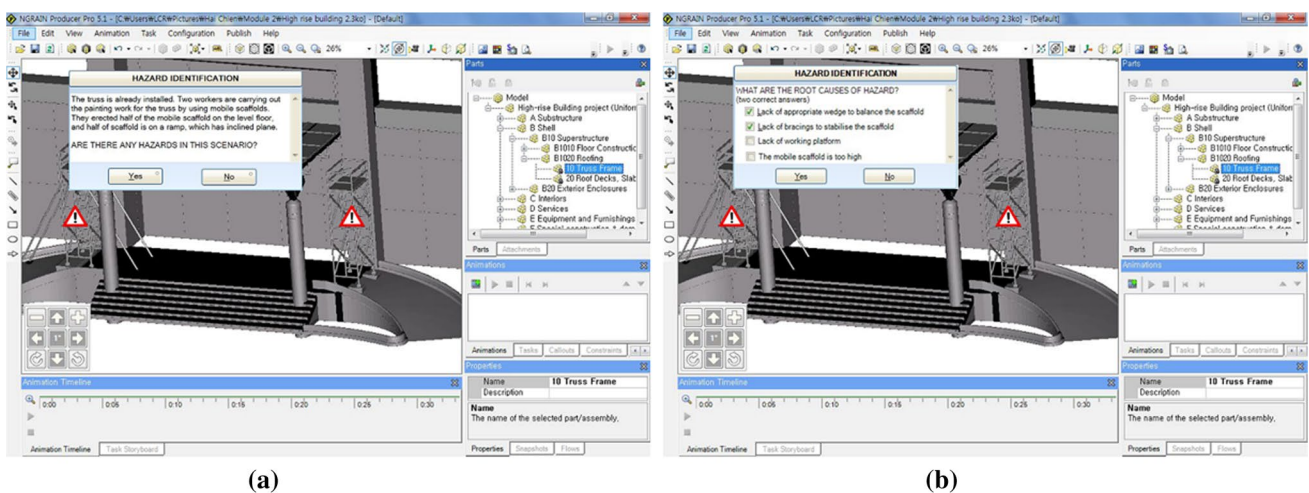 NGRAIN Producer Pro 5.1 - [C:₩Users₩LCR₩Pictures₩Hai Chien₩Module 2₩High rise building 2.3ko] - [Default]
File Edit View Animation Task Configuration Publish Help
26%
HAZARD IDENTIFICATION
The truss is already installed. Two workers are carrying out
the painting work for the truss by using mobile scaffolds.
They erected half of the mobile scaffold on the level floor,
and half of scaffold is on a ramp, which has inclined plane.
ARE THERE ANY HAZARDS IN THIS SCENARIO?
Yes No
Parts
Model
High-rise Building project (Uniforr
A Substructure
B Shell
B10 Superstructure
B1010 Floor Constructic
B1020 Roofing
10 Truss Frame
20 Roof Decks, Slab
B20 Exterior Enclosures
C Interiors
D Services
E Equipment and Furnishings
Parts Attachments
Animations
Animations Tasks Callouts Constraints
Properties
Name 10 Truss Frame
Description
Name
The name of the selected part/assembly,
Properties Snapshots Flows
Animation Timeline
0:00 0:05 0:10 0:15 0:20 0:25 0:30
Animation Timeline Task Storyboard
1°
(a)
NGRAIN Producer Pro 5.1 - [C:₩Users₩LCR₩Pictures₩Hai Chien₩Module 2₩High rise building 2.3ko] - [Default]
File Edit View Animation Task Configuration Publish Help
26%
HAZARD IDENTIFICATION
WHAT ARE THE ROOT CAUSES OF HAZARD?
(two correct answers)
Lack of appropriate wedge to balance the scaffold
Lack of bracings to stabilise the scaffold
Lack of working platform
The mobile scaffold is too high
Yes No
Parts
Model
High-rise Building project (Uniforr
A Substructure
B Shell
B10 Superstructure
B1010 Floor Constructic
B1020 Roofing
10 Truss Frame
20 Roof Decks, Slab
B20 Exterior Enclosures
C Interiors
D Services
E Equipment and Furnishings
Parts Attachments
Animations
Animations Tasks Callouts Constraints
Properties
Name 10 Truss Frame
Description
Name
The name of the selected part/assembly,
Properties Snapshots Flows
Animation Timeline
0:00 0:05 0:10 0:15 0:20 0:25 0:30
Animation Timeline Task Storyboard
1°
(b)